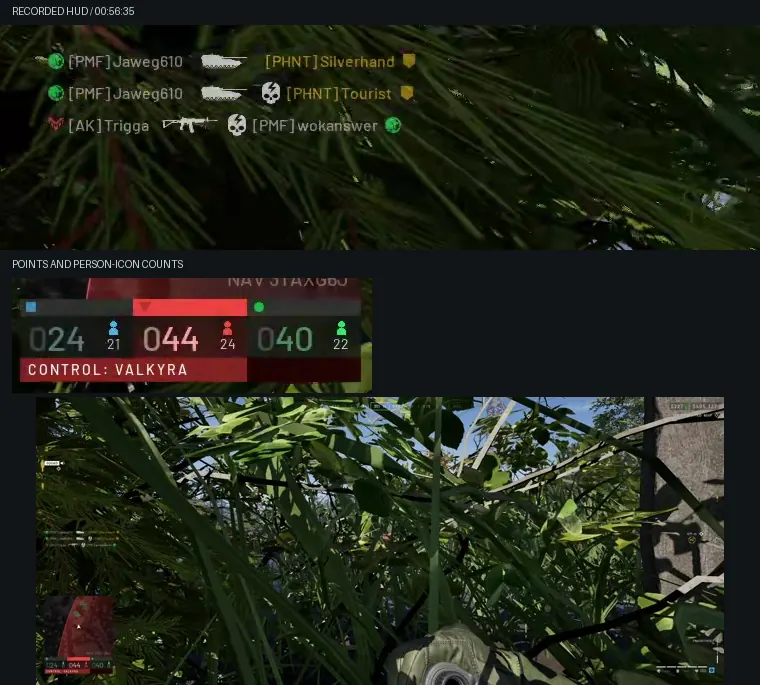 RECORDED HUD / 00:56:35
[PMF]Jaweg610 [PHNT]Silverhand
[PMF]Jaweg610 [PHNT]Tourist
[AK]Trigga [PMF]wokanswer
POINTS AND PERSON-ICON COUNTS
024 21 044 24 040 22
CONTROL: VALKYRA